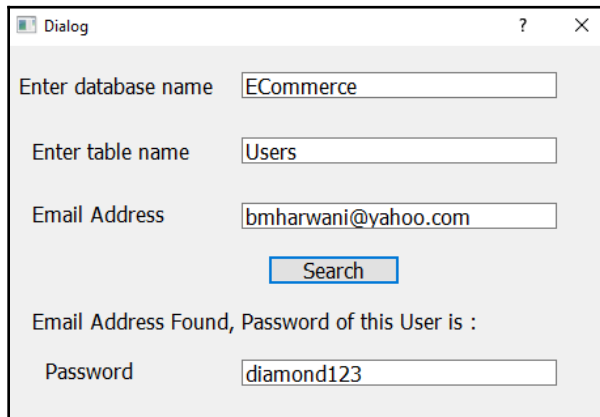 Dialog ?
Enter database name ECommerce
Enter table name Users
Email Address bmharwani@yahoo.com
Search
Email Address Found, Password of this User is :
Password diamond123